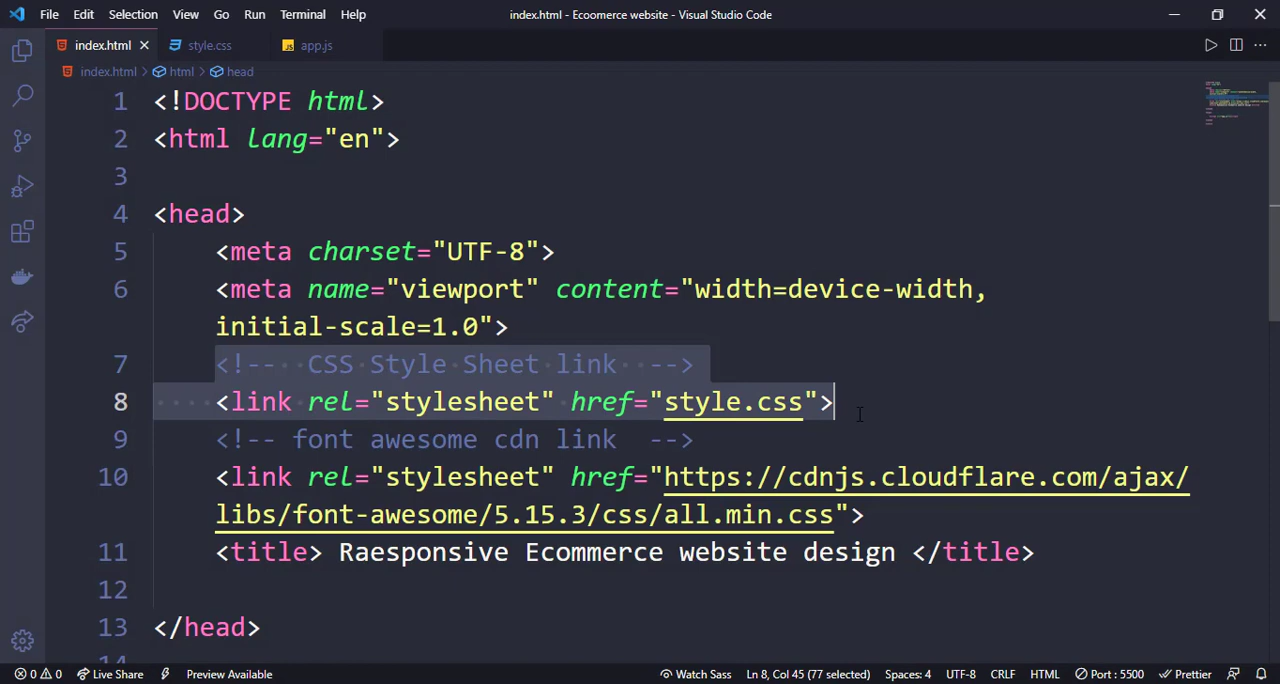 File Edit Selection View Go Run Terminal Help index.html - Ecoomerce website - Visual Studio Code
index.html style.css JS app.js
index.html > html > head
1 <!DOCTYPE html>
2 <html lang="en">
3
4 <head>
5 <meta charset="UTF-8">
6 <meta name="viewport" content="width=device-width,
initial-scale=1.0">
7 <!-- CSS Style Sheet link -->
8 <link rel="stylesheet" href="style.css">
9 <!-- font awesome cdn link -->
10 <link rel="stylesheet" href="https://cdnjs.cloudflare.com/ajax/
libs/font-awesome/5.15.3/css/all.min.css">
11 <title> Raesponsive Ecommerce website design </title>
12
13 </head>
14
0 0 Live Share Preview Available Watch Sass Ln 8, Col 45 (77 selected) Spaces: 4 UTF-8 CRLF HTML Port : 5500 Prettier